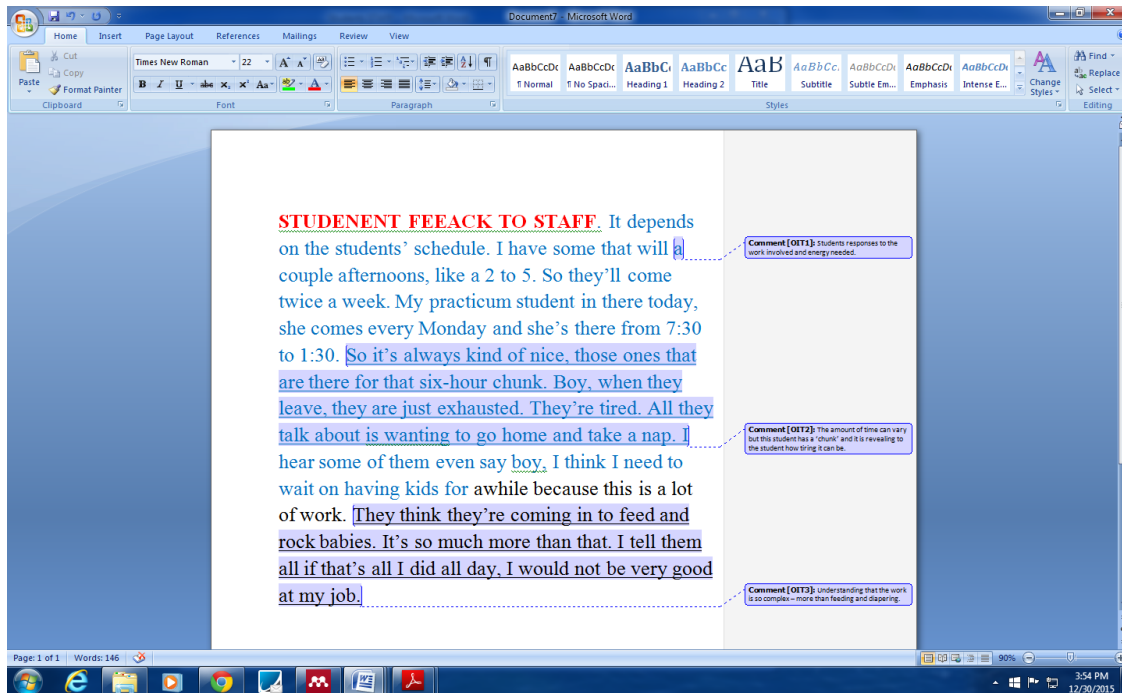 Document7 - Microsoft Word
Home Insert Page Layout References Mailings Review View
Paste
Cut
Copy
Format Painter
Clipboard
Times New Roman 22
Font
Paragraph
AaBbCcDc AaBbCcDc AaBbC AaBbCc AaB AaBbCc. AaBbCcDc AaBbCcDc AaBbCcDc
¶ Normal ¶ No Spaci... Heading 1 Heading 2 Title Subtitle Subtle Em... Emphasis Intense E...
Styles
Change Styles
Find
Replace
Select
Editing
STUDENENT FEEACK TO STAFF. It depends
on the students’ schedule. I have some that will a
couple afternoons, like a 2 to 5. So they’ll come
twice a week. My practicum student in there today,
she comes every Monday and she’s there from 7:30
to 1:30. So it’s always kind of nice, those ones that
are there for that six-hour chunk. Boy, when they
leave, they are just exhausted. They’re tired. All they
talk about is wanting to go home and take a nap. I
hear some of them even say boy, I think I need to
wait on having kids for awhile because this is a lot
of work. They think they’re coming in to feed and
rock babies. It’s so much more than that. I tell them
all if that’s all I did all day, I would not be very good
at my job.
Comment [OIT1]: Students responses to the
work involved and energy needed.
Comment [OIT2]: The amount of time can vary
but this student has a ‘chunk’ and it is revealing to
the student how tiring it can be.
Comment [OIT3]: Understanding that the work
is so complex – more than feeding and diapering.
Page: 1 of 1 Words: 146
90%
3:54 PM
12/30/2015